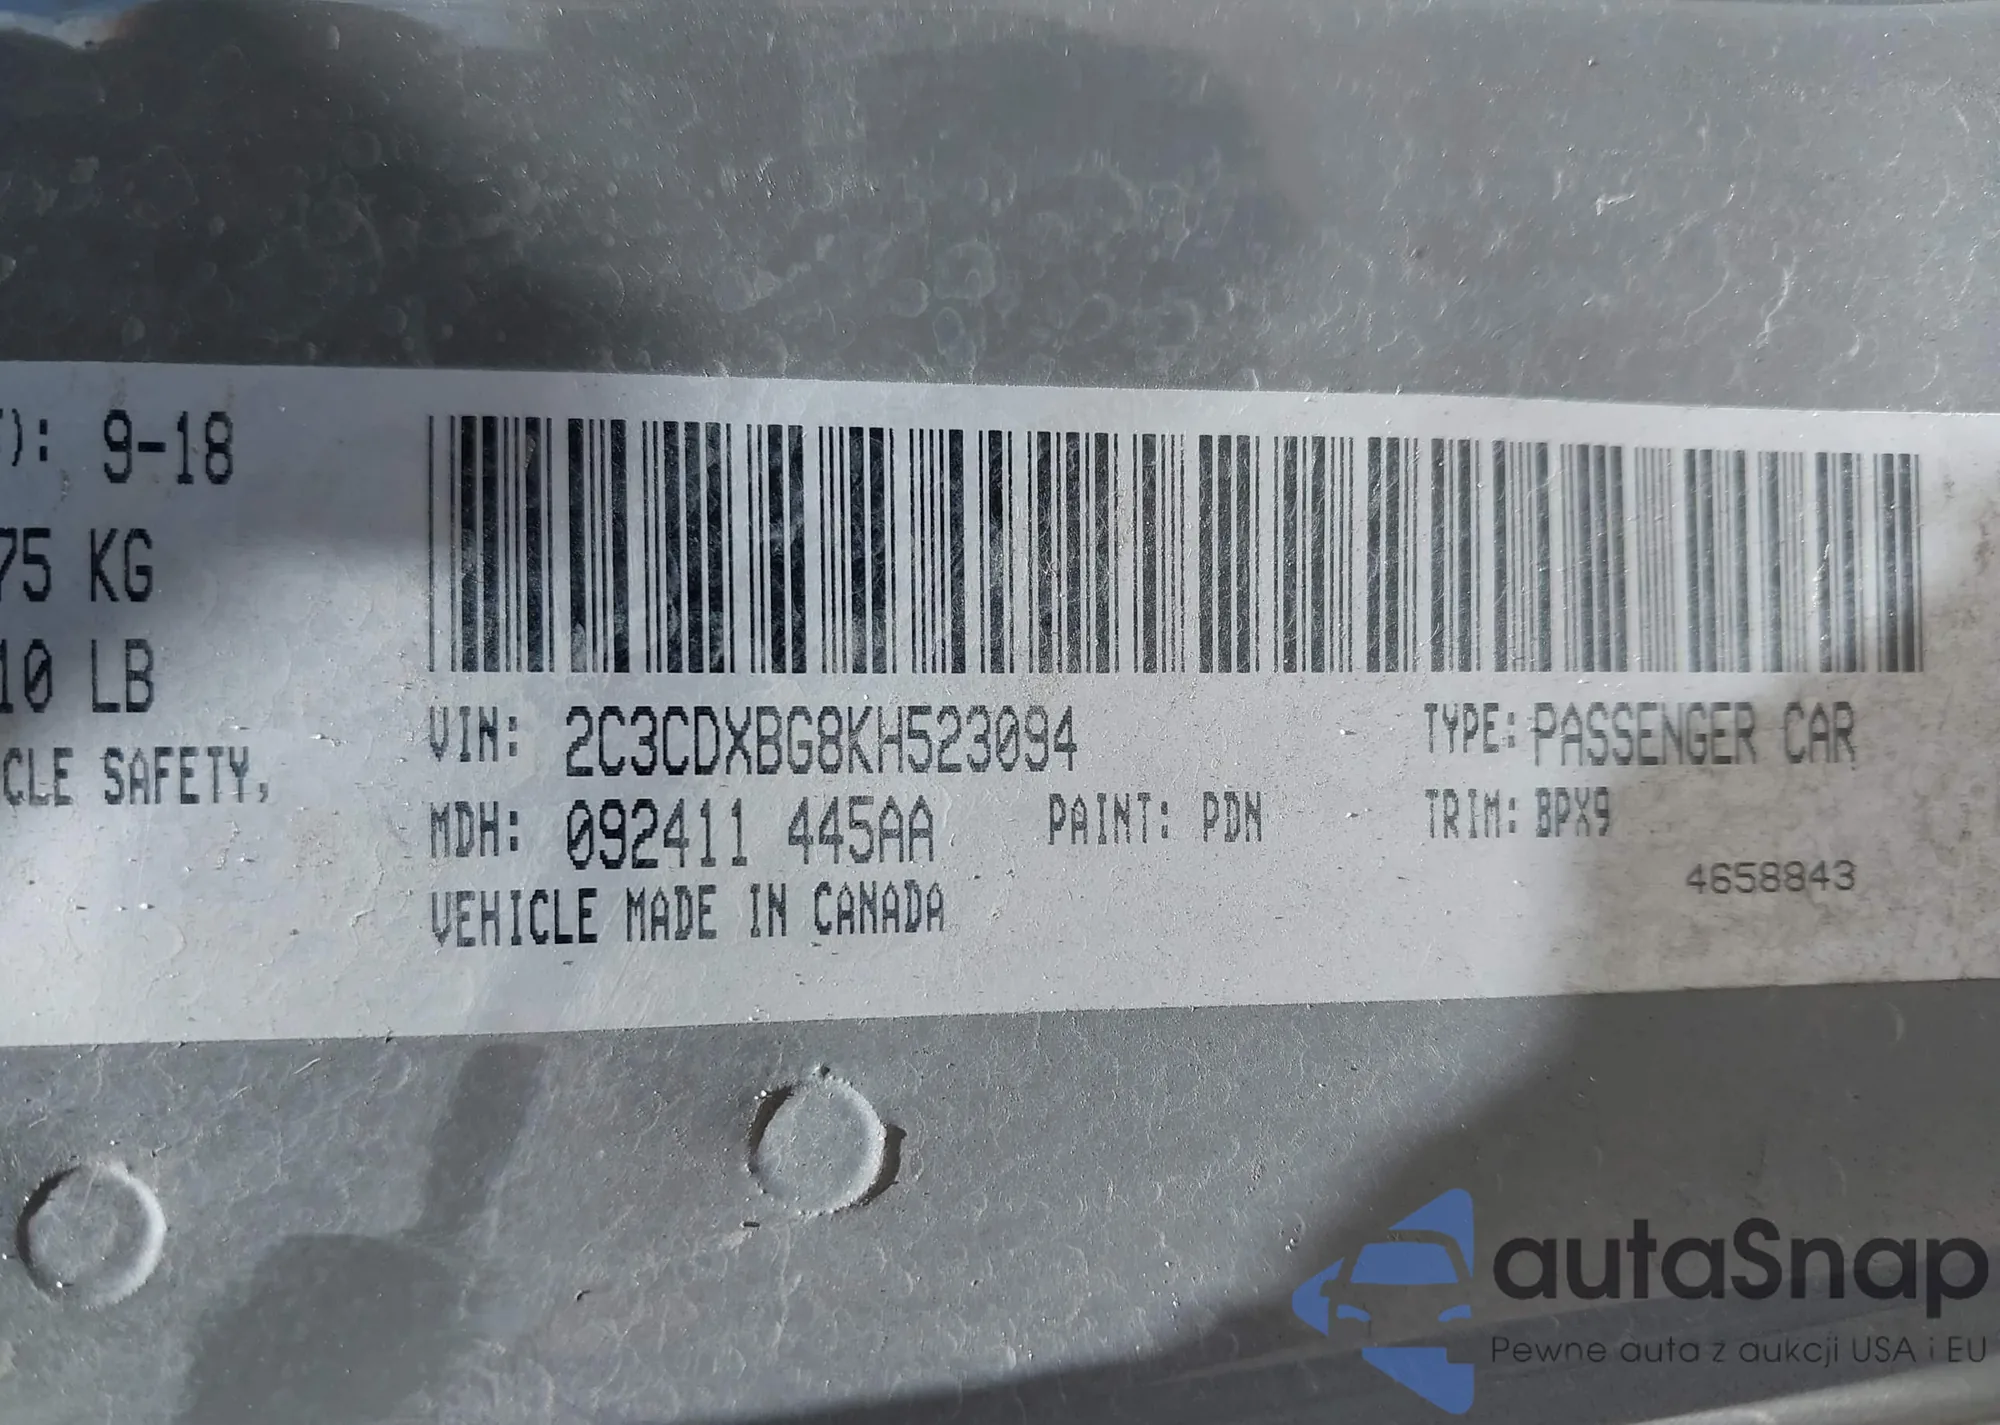 ): 9-18
75 KG
10 LB
CLE SAFETY,
VIN: 2C3CDXBG8KH523094
TYPE: PASSENGER CAR
MDH: 092411 445AA
PAINT: PDN
TRIM: BPX9
VEHICLE MADE IN CANADA
4658843
autaSnap
Pewne auta z aukcji USA i EU